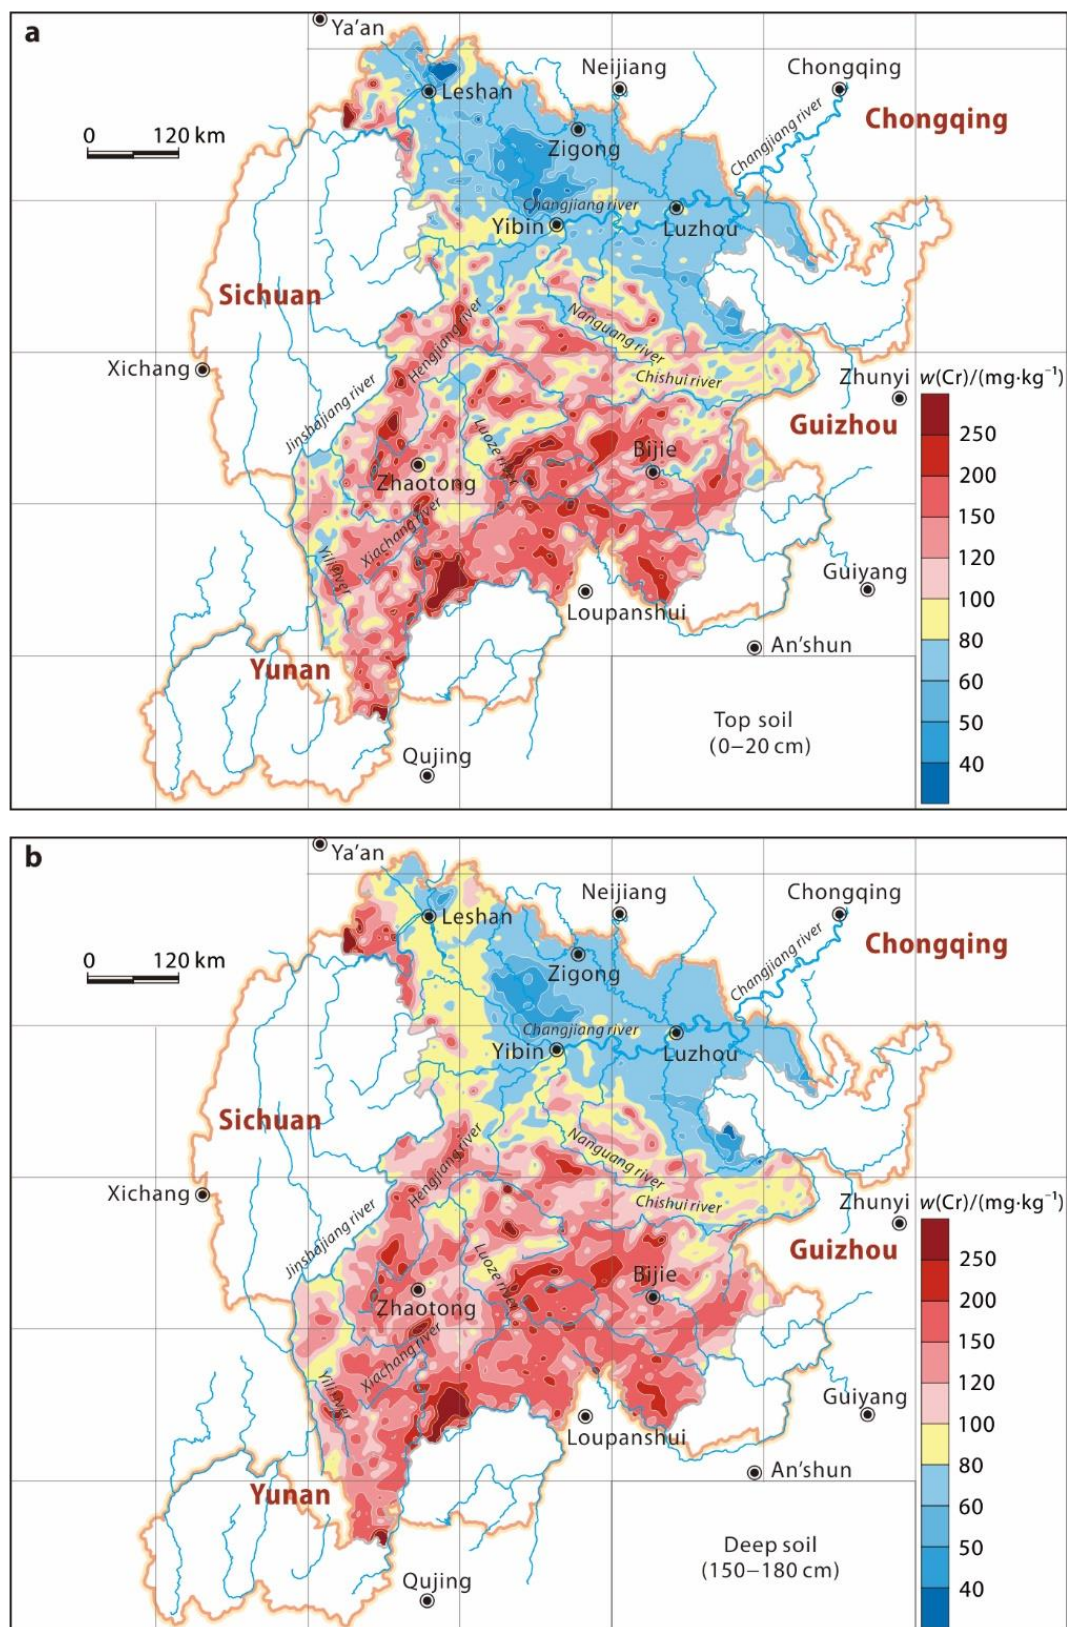 a
Ya'an
Neijiang
Chongqing
Leshan
0 120 km
Chongqing
Changjiang river
Zigong
Changjiang river
Yibin
Luzhou
Sichuan
Hengjiang river
Nanguang river
Xichang
Chishui river
Zhunyi
w(Cr)/(mg·kg⁻¹)
Jinshajiang river
Guizhou
250
Luoze river
Bijie
200
Zhaotong
150
Xiachang river
120
Yili river
Guiyang
100
Loupanshui
80
An'shun
Yunan
60
Top soil
(0–20 cm)
50
Qujing
40
b
Ya'an
Neijiang
Chongqing
Leshan
0 120 km
Chongqing
Changjiang river
Zigong
Changjiang river
Yibin
Luzhou
Sichuan
Hengjiang river
Nanguang river
Xichang
Chishui river
Zhunyi
w(Cr)/(mg·kg⁻¹)
Jinshajiang river
Guizhou
250
Luoze river
Bijie
200
Zhaotong
150
Xiachang river
120
Yili river
Guiyang
100
Loupanshui
80
An'shun
Yunan
60
Deep soil
(150–180 cm)
50
Qujing
40